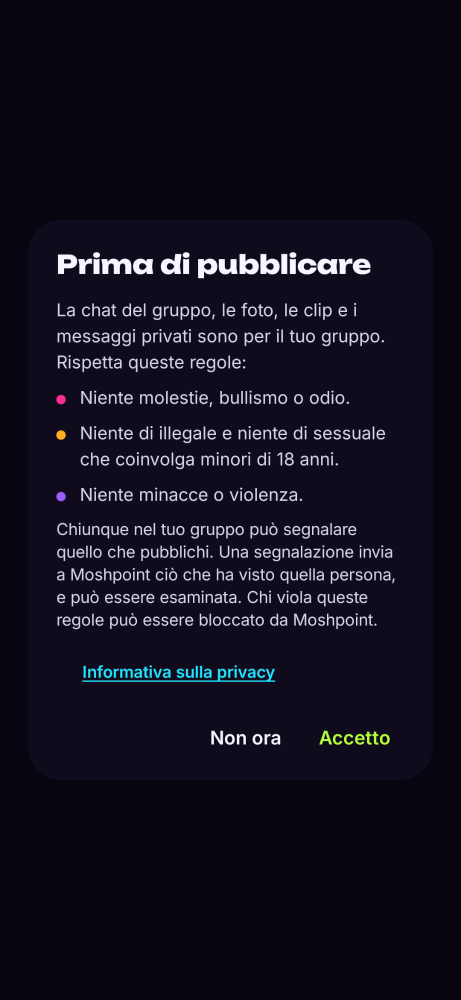 Prima di pubblicare
La chat del gruppo, le foto, le clip e i
messaggi privati sono per il tuo gruppo.
Rispetta queste regole:
Niente molestie, bullismo o odio.
Niente di illegale e niente di sessuale
che coinvolga minori di 18 anni.
Niente minacce o violenza.
Chiunque nel tuo gruppo può segnalare
quello che pubblichi. Una segnalazione invia
a Moshpoint ciò che ha visto quella persona,
e può essere esaminata. Chi viola queste
regole può essere bloccato da Moshpoint.
Informativa sulla privacy
Non ora Accetto